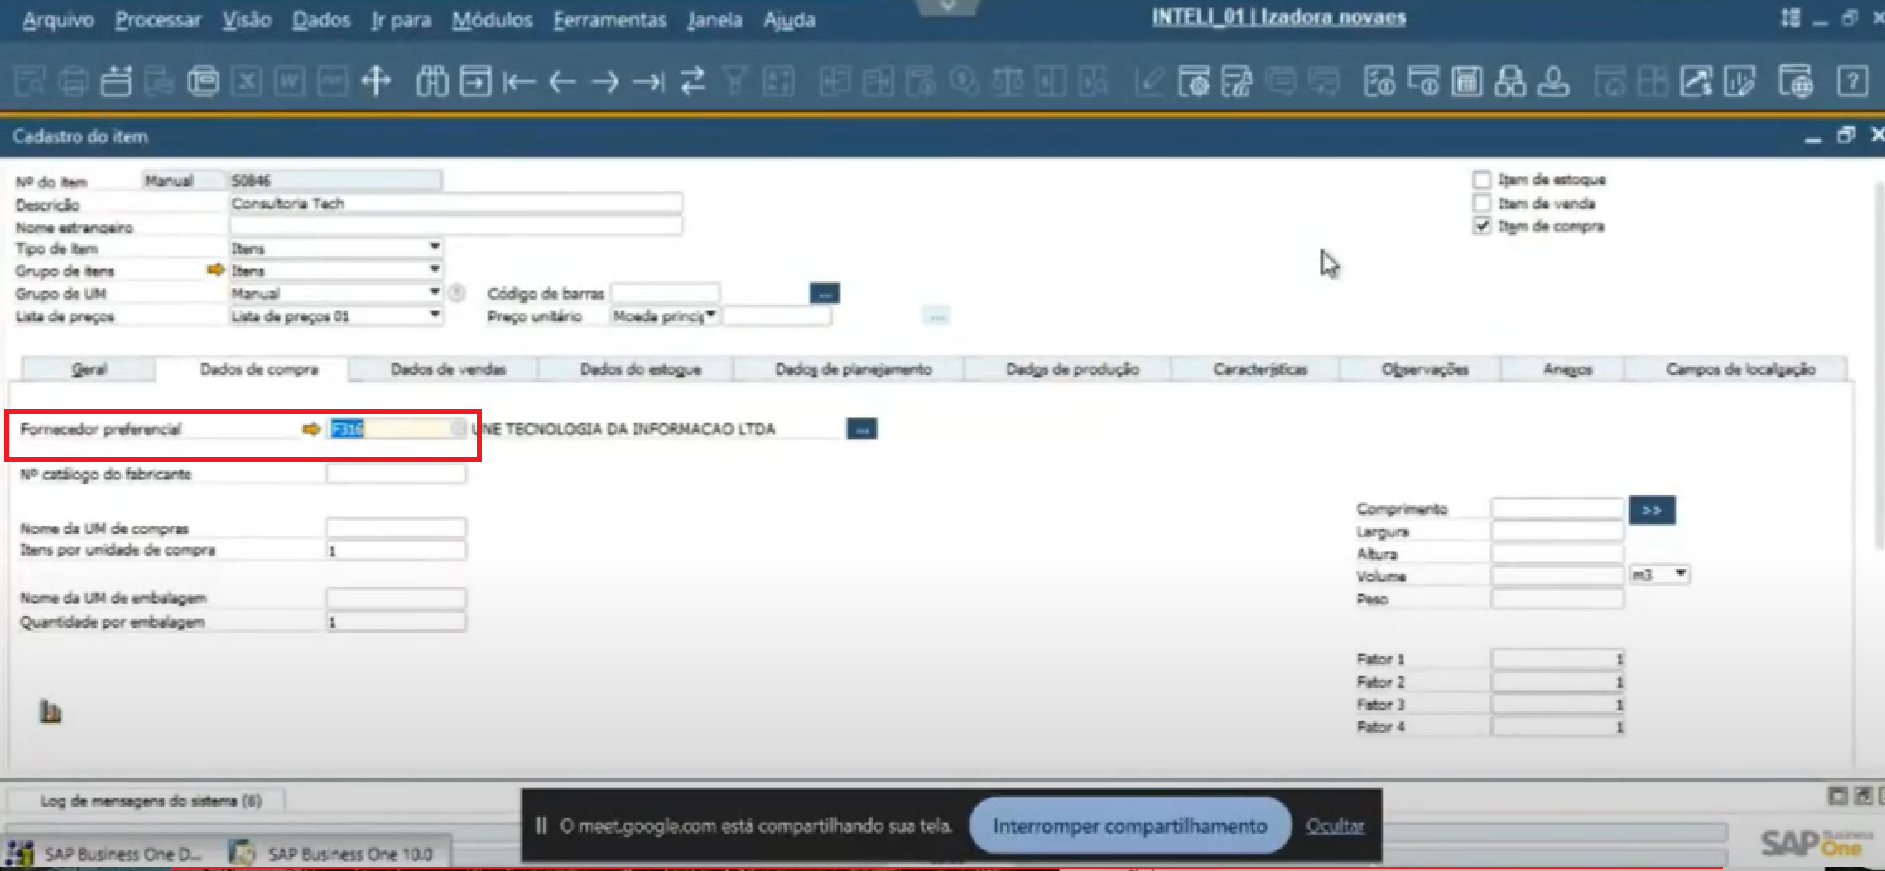 Arquivo Processar Visão Dados Ir para Módulos Ferramentas Janela Ajuda INTELI_01 | Izadora novaes
Cadastro do item
Nº do item Manual S0846
Descrição Consultoria Tech
Nome estrangeiro
Tipo de item Itens
Grupo de itens Itens
Grupo de UM Manual
Lista de preços Lista de preços 01
Código de barras ...
Preço unitário Moeda princip ...
Item de estoque
Item de venda
Item de compra
Geral Dados de compra Dados de vendas Dados do estoque Dados de planejamento Dados de produção Características Observações Anexos Campos de localização
Fornecedor preferencial F316 UNE TECNOLOGIA DA INFORMACAO LTDA ...
Nº catálogo do fabricante
Nome da UM de compras
Itens por unidade de compra 1
Nome da UM de embalagem
Quantidade por embalagem 1
Comprimento >>
Largura
Altura
Volume m3
Peso
Fator 1 1
Fator 2 1
Fator 3 1
Fator 4 1
Log de mensagens do sistema (8)
O meet.google.com está compartilhando sua tela. Interromper compartilhamento Ocultar
SAP Business One D... SAP Business One 10.0
SAP Business One